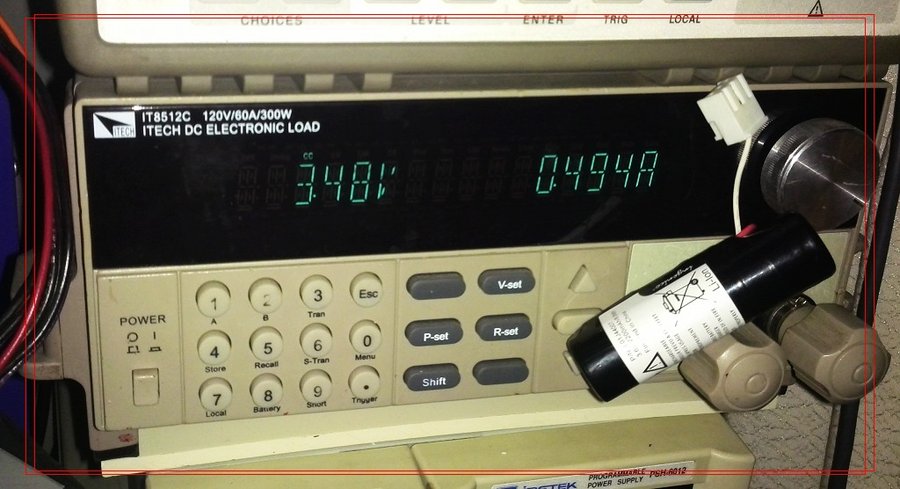 CHOICES LEVEL ENTER TRIG LOCAL
ITECH
IT8512C 120V/60A/300W
ITECH DC ELECTRONIC LOAD
CC
3.481V 0.494A
POWER
1 2 3 Esc
A B Tran
4 5 6 0
Store Recall S-Tran Menu
7 8 9 •
Local Battery Short Trigger
V-set
P-set R-set
Shift
ingenico
Li-Ion
PROGRAMMABLE
POWER SUPPLY
PSH-6012